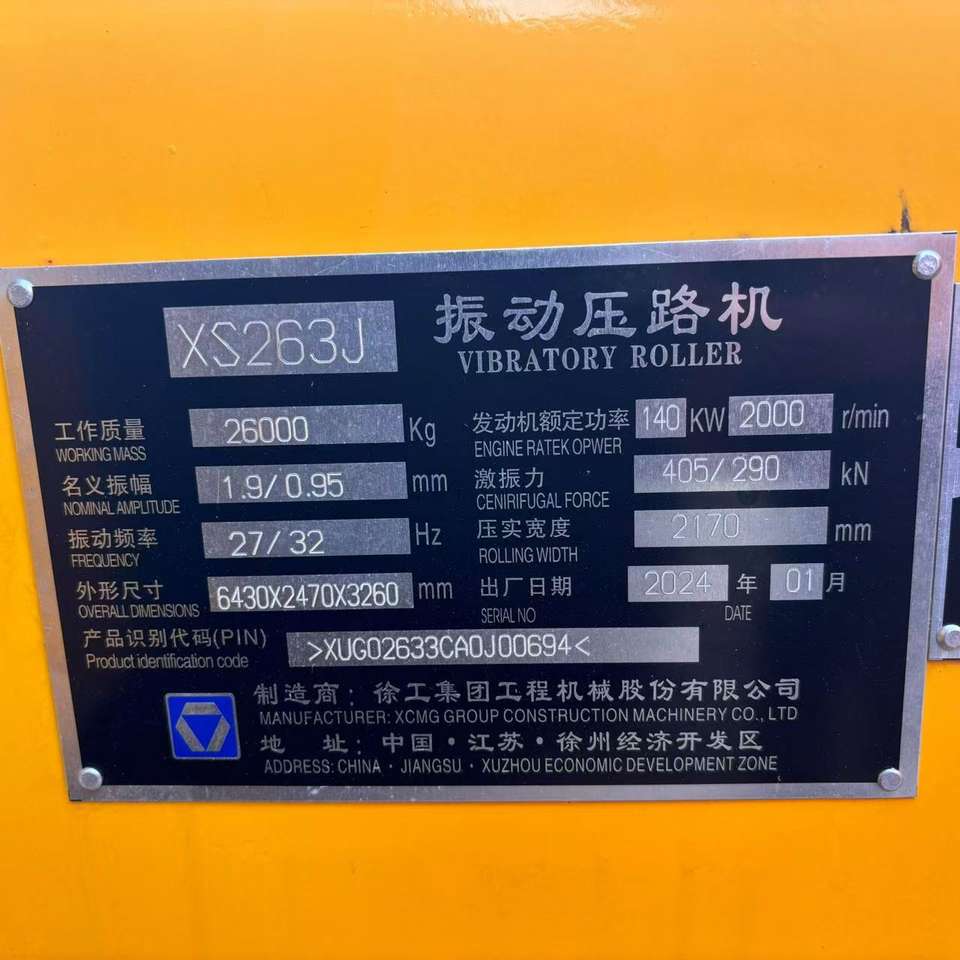 XS263J 振动压路机
VIBRATORY ROLLER
工作质量 26000 Kg 发动机额定功率 140 KW 2000 r/min
WORKING MASS ENGINE RATEK OPWER
名义振幅 1.9/0.95 mm 激振力 405/290 kN
NOMINAL AMPLITUDE CENIRIFUGAL FORCE
振动频率 27/32 Hz 压实宽度 2170 mm
FREQUENCY ROLLING WIDTH
外形尺寸 6430X2470X3260 mm 出厂日期 2024 年 01 月
OVERALL DIMENSIONS SERIAL NO DATE
产品识别代码(PIN) >XUG02633CA0J00694<
Product identification code
制造商: 徐工集团工程机械股份有限公司
MANUFACTURER: XCMG GROUP CONSTRUCTION MACHINERY CO., LTD
地 址: 中国·江苏·徐州经济开发区
ADDRESS: CHINA · JIANGSU · XUZHOU ECONOMIC DEVELOPMENT ZONE